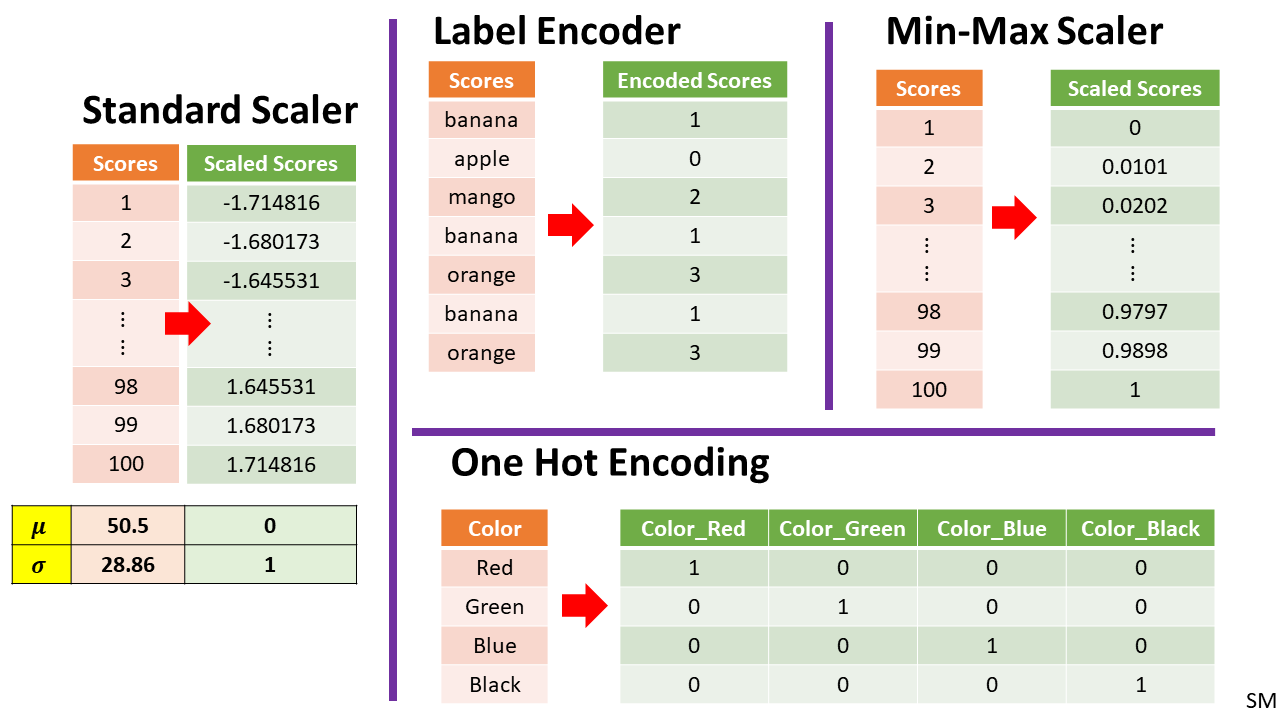 Standard Scaler
Scores Scaled Scores
1 -1.714816
2 -1.680173
3 -1.645531
⋮ ⋮
⋮ ⋮
98 1.645531
99 1.680173
100 1.714816
μ 50.5 0
σ 28.86 1
Label Encoder
Scores Encoded Scores
banana 1
apple 0
mango 2
banana 1
orange 3
banana 1
orange 3
Min-Max Scaler
Scores Scaled Scores
1 0
2 0.0101
3 0.0202
⋮ ⋮
⋮ ⋮
98 0.9797
99 0.9898
100 1
One Hot Encoding
Color Color_Red Color_Green Color_Blue Color_Black
Red 1 0 0 0
Green 0 1 0 0
Blue 0 0 1 0
Black 0 0 0 1
SM